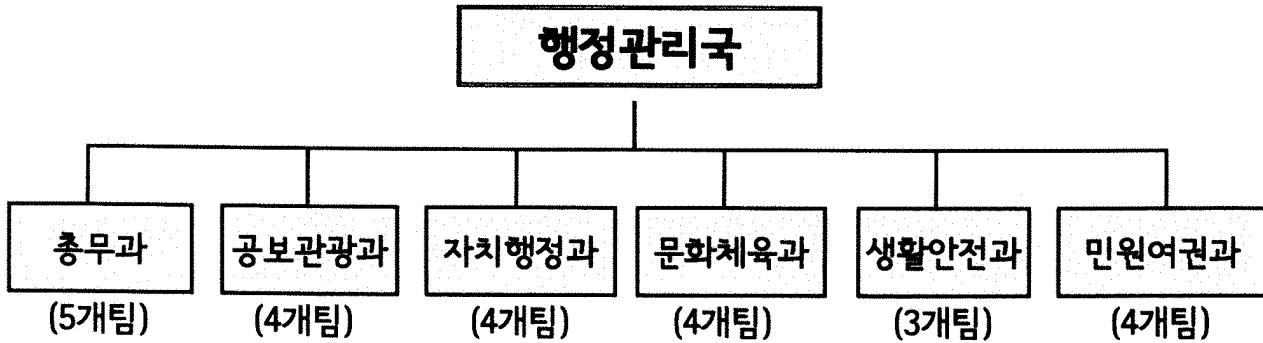 행정관리국
총무과 공보관광과 자치행정과 문화체육과 생활안전과 민원여권과
(5개팀) (4개팀) (4개팀) (4개팀) (3개팀) (4개팀)